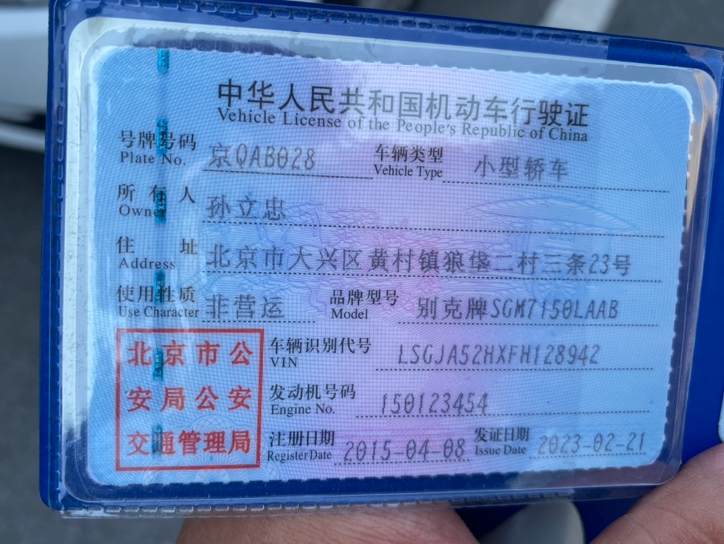 中华人民共和国机动车行驶证
Vehicle License of the People's Republic of China
号牌号码 京QAB028 车辆类型 小型轿车
Plate No. Vehicle Type
所有人 孙立忠
Owner
住址 北京市大兴区黄村镇狼垡二村三条23号
Address
使用性质 非营运 品牌型号 别克牌SGM7150LAAB
Use Character Model
车辆识别代号 LSGJA52HXFH128942
VIN
发动机号码 150123454
Engine No.
注册日期 2015-04-08 发证日期 2023-02-21
Register Date Issue Date
北京市公
安局公安
交通管理局